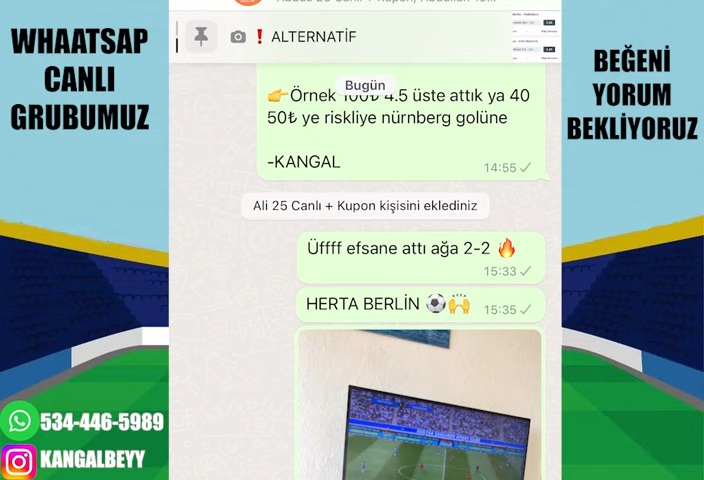 WHAATSAP
CANLI
GRUBUMUZ
534-446-5989
KANGALBEYY
❗ ALTERNATİF
Bugün
👉Örnek 100₺ 4.5 üste attık ya 40
50₺ ye riskliye nürnberg golüne
-KANGAL
14:55
Ali 25 Canlı + Kupon kişisini eklediniz
Üffff efsane attı ağa 2-2 🔥
15:33
HERTA BERLİN ⚽🙌
15:35
BEĞENİ
YORUM
BEKLİYORUZ